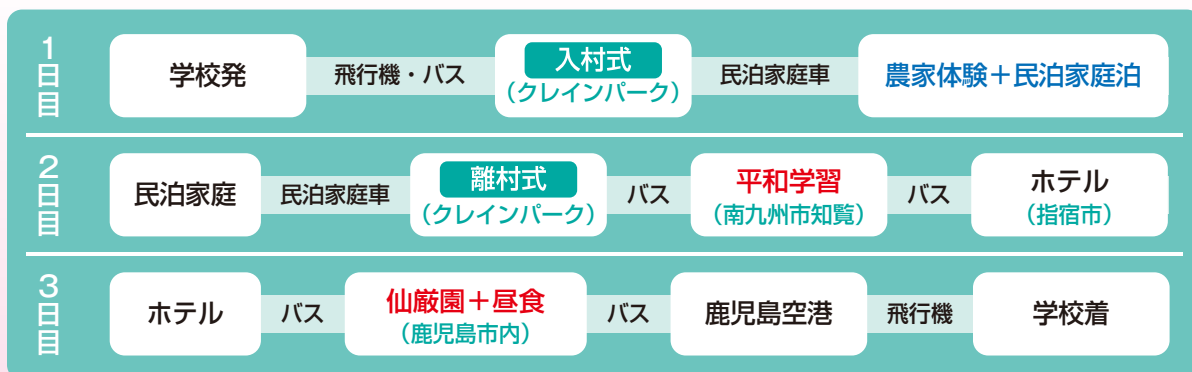 1日目
学校発
飛行機・バス
入村式
（クレインパーク）
民泊家庭車
農家体験＋民泊家庭泊
2日目
民泊家庭
民泊家庭車
離村式
（クレインパーク）
バス
平和学習
（南九州市知覧）
バス
ホテル
（指宿市）
3日目
ホテル
バス
仙厳園＋昼食
（鹿児島市内）
バス
鹿児島空港
飛行機
学校着